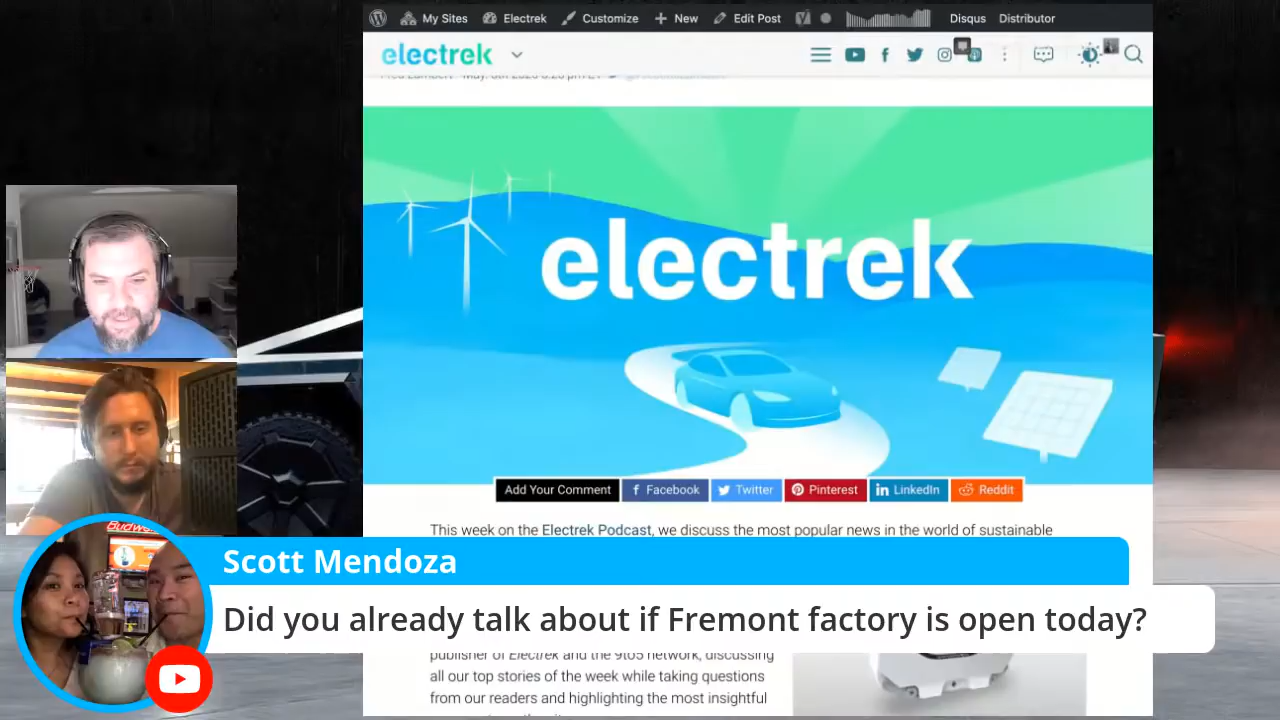 My Sites
Electrek
Customize
New
Edit Post
Disqus
Distributor
electrek
electrek
Add Your Comment
Facebook
Twitter
Pinterest
LinkedIn
Reddit
This week on the Electrek Podcast, we discuss the most popular news in the world of sustainable
Scott Mendoza
Did you already talk about if Fremont factory is open today?
publisher of Electrek and the 9to5 network, discussing
all our top stories of the week while taking questions
from our readers and highlighting the most insightful